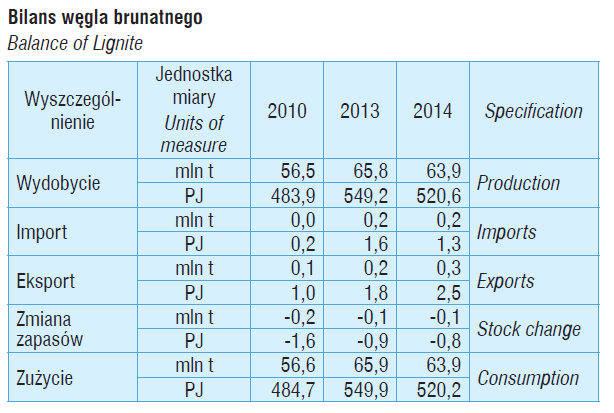 Bilans węgla brunatnego
Balance of Lignite
Wyszczegól-
nienie
Jednostka
miary
Units of
measure
2010 2013 2014 Specification
Wydobycie mln t 56,5 65,8 63,9 Production
PJ 483,9 549,2 520,6
Import mln t 0,0 0,2 0,2 Imports
PJ 0,2 1,6 1,3
Eksport mln t 0,1 0,2 0,3 Exports
PJ 1,0 1,8 2,5
Zmiana
zapasów mln t -0,2 -0,1 -0,1 Stock change
PJ -1,6 -0,9 -0,8
Zużycie mln t 56,6 65,9 63,9 Consumption
PJ 484,7 549,9 520,2